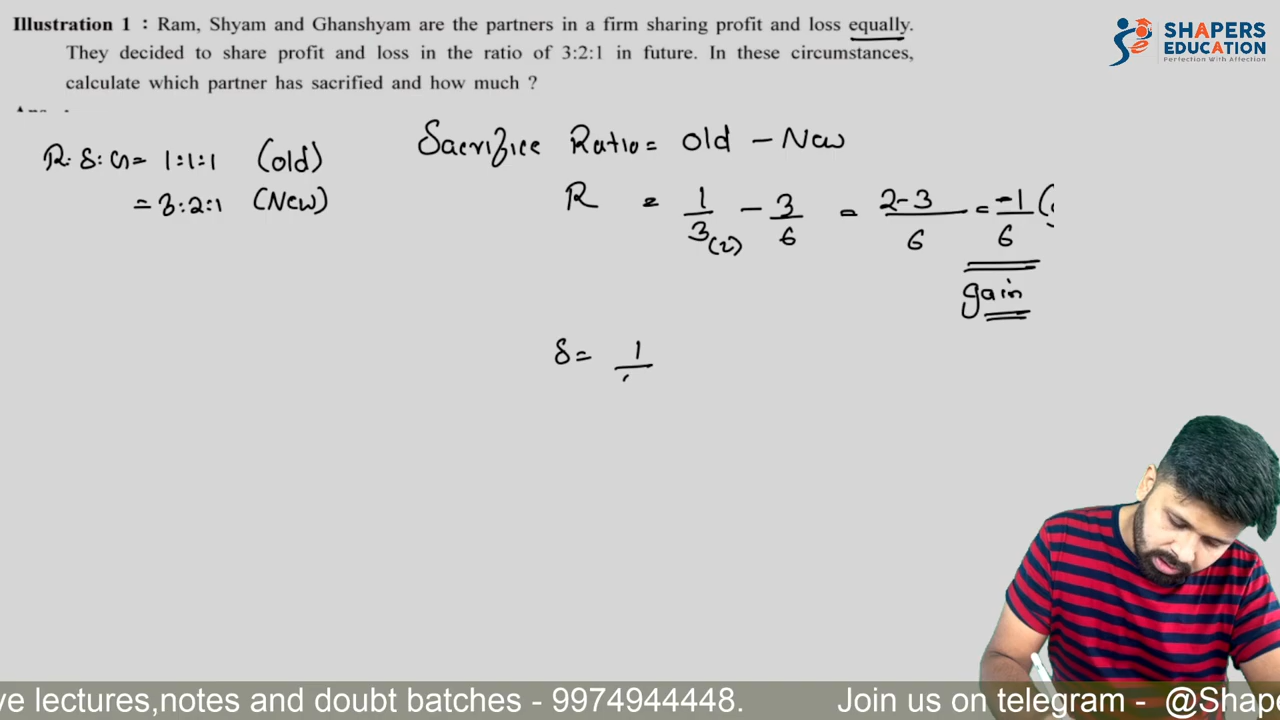 Illustration 1 : Ram, Shyam and Ghanshyam are the partners in a firm sharing profit and loss equally.
They decided to share profit and loss in the ratio of 3:2:1 in future. In these circumstances,
calculate which partner has sacrified and how much ?
SHAPERS
EDUCATION
Perfection With Affection
R:S:G= 1:1:1 (old)
= 3:2:1 (New)
Sacrifice Ratio= old - New
R = 1/3(2) - 3/6 = 2-3/6 = -1/6
gain
S= 1
ve lectures,notes and doubt batches - 9974944448. Join us on telegram - @Shape